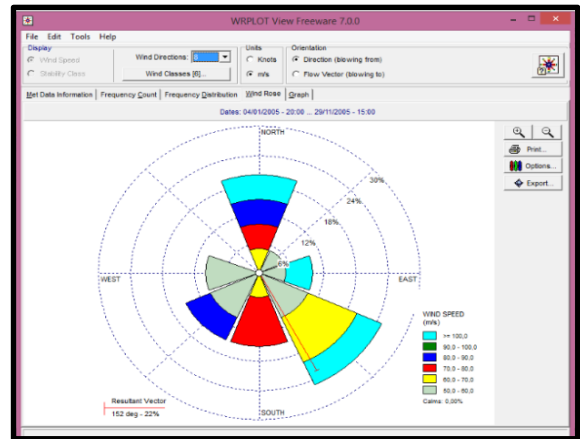 WRPLOT View Freeware 7.0.0
File Edit Tools Help
Display
Wind Speed
Stability Class
Wind Directions: 8
Wind Classes [6]...
Units
Knots
m/s
Orientation
Direction (blowing from)
Flow Vector (blowing to)
Met Data Information
Frequency Count
Frequency Distribution
Wind Rose
Graph
Dates: 04/01/2005 - 20:00 ... 29/11/2005 - 15:00
NORTH
30%
24%
18%
12%
6%
WEST
EAST
SOUTH
Print...
Options...
Export...
WIND SPEED
(m/s)
>= 100,0
90,0 - 100,0
80,0 - 90,0
70,0 - 80,0
60,0 - 70,0
50,0 - 60,0
Calms: 0,00%
Resultant Vector
152 deg - 22%